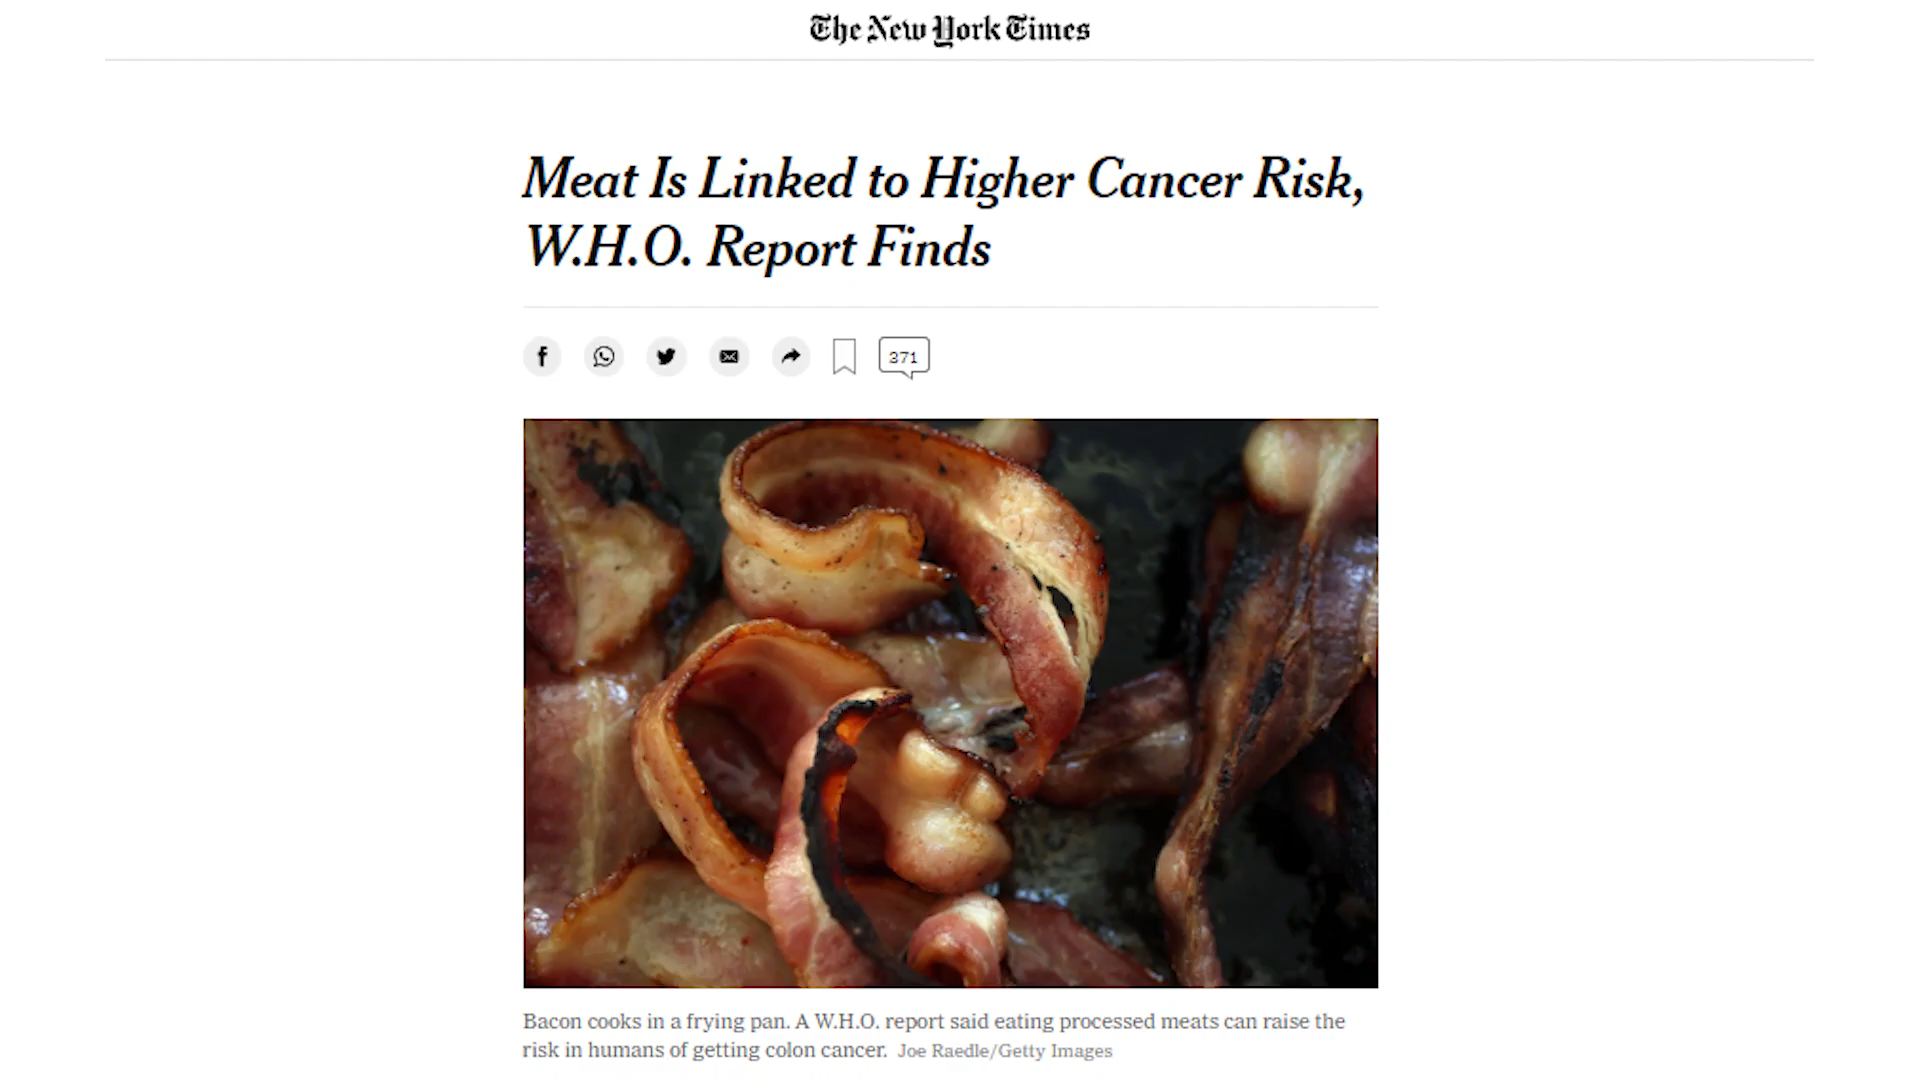 The New York Times
Meat Is Linked to Higher Cancer Risk,
W.H.O. Report Finds
371
Bacon cooks in a frying pan. A W.H.O. report said eating processed meats can raise the
risk in humans of getting colon cancer. Joe Raedle/Getty Images